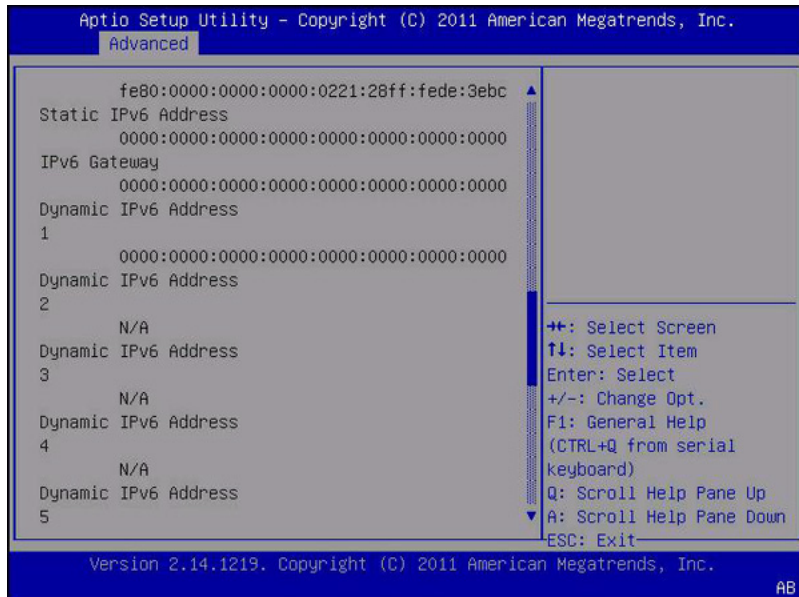 Aptio Setup Utility – Copyright (C) 2011 American Megatrends, Inc.
Advanced
fe80:0000:0000:0000:0221:28ff:fede:3ebc
Static IPv6 Address
0000:0000:0000:0000:0000:0000:0000:0000
IPv6 Gateway
0000:0000:0000:0000:0000:0000:0000:0000
Dynamic IPv6 Address
1
0000:0000:0000:0000:0000:0000:0000:0000
Dynamic IPv6 Address
2
N/A
Dynamic IPv6 Address
3
N/A
Dynamic IPv6 Address
4
N/A
Dynamic IPv6 Address
5
→←: Select Screen
↑↓: Select Item
Enter: Select
+/-: Change Opt.
F1: General Help
(CTRL+Q from serial
keyboard)
Q: Scroll Help Pane Up
A: Scroll Help Pane Down
ESC: Exit
Version 2.14.1219. Copyright (C) 2011 American Megatrends, Inc.
AB